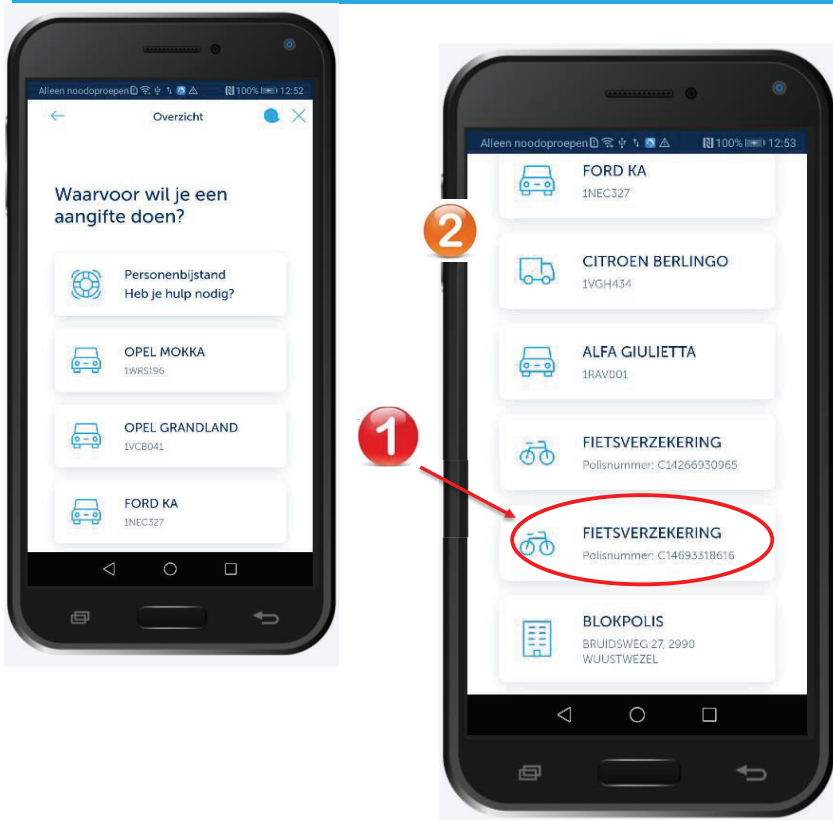 Alleen noodoproepen 100% 12:52
Overzicht
Waarvoor wil je een
aangifte doen?
Personenbijstand
Heb je hulp nodig?
OPEL MOKKA
1WRS196
OPEL GRANDLAND
1VCB041
FORD KA
1NEC327
1
2
Alleen noodoproepen 100% 12:53
FORD KA
1NEC327
CITROEN BERLINGO
1VGH434
ALFA GIULIETTA
1RAV001
FIETSVERZEKERING
Polisnummer: C14266930965
FIETSVERZEKERING
Polisnummer: C14693318616
BLOKPOLIS
BRUIDSWEG 27, 2990
WUUSTWEZEL